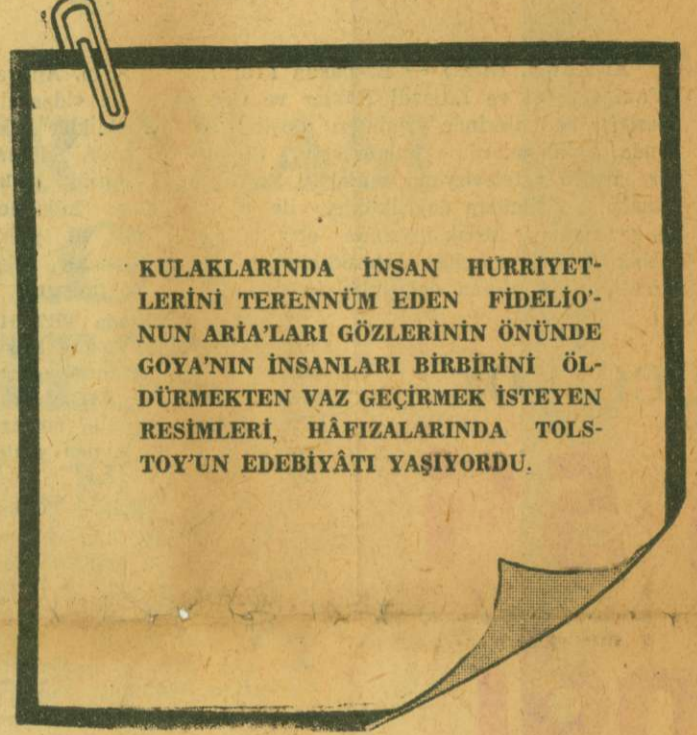 KULAKLARINDA İNSAN HÜRRİYET-
LERİNİ TERENNÜM EDEN FİDELİO'-
NUN ARİA'LARI GÖZLERİNİN ÖNÜNDE
GOYA'NIN İNSANLARI BİRBİRİNİ ÖL-
DÜRMEKTEN VAZ GEÇİRMEK İSTEYEN
RESİMLERİ, HÂFIZALARINDA TOLS-
TOY'UN EDEBİYÂTI YAŞIYORDU.